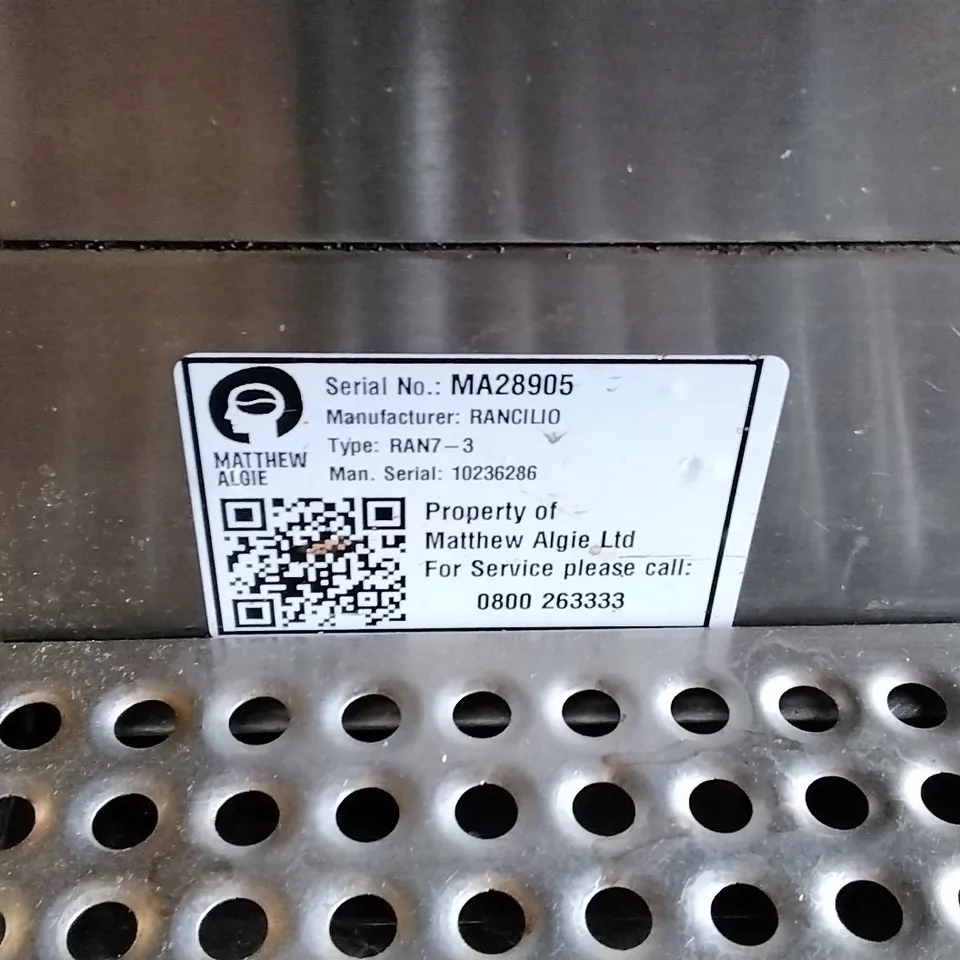 Serial No.: MA28905
Manufacturer: RANCILIO
Type: RAN7-3
Man. Serial: 10236286
MATTHEW
ALGIE
Property of
Matthew Algie Ltd
For Service please call:
0800 263333